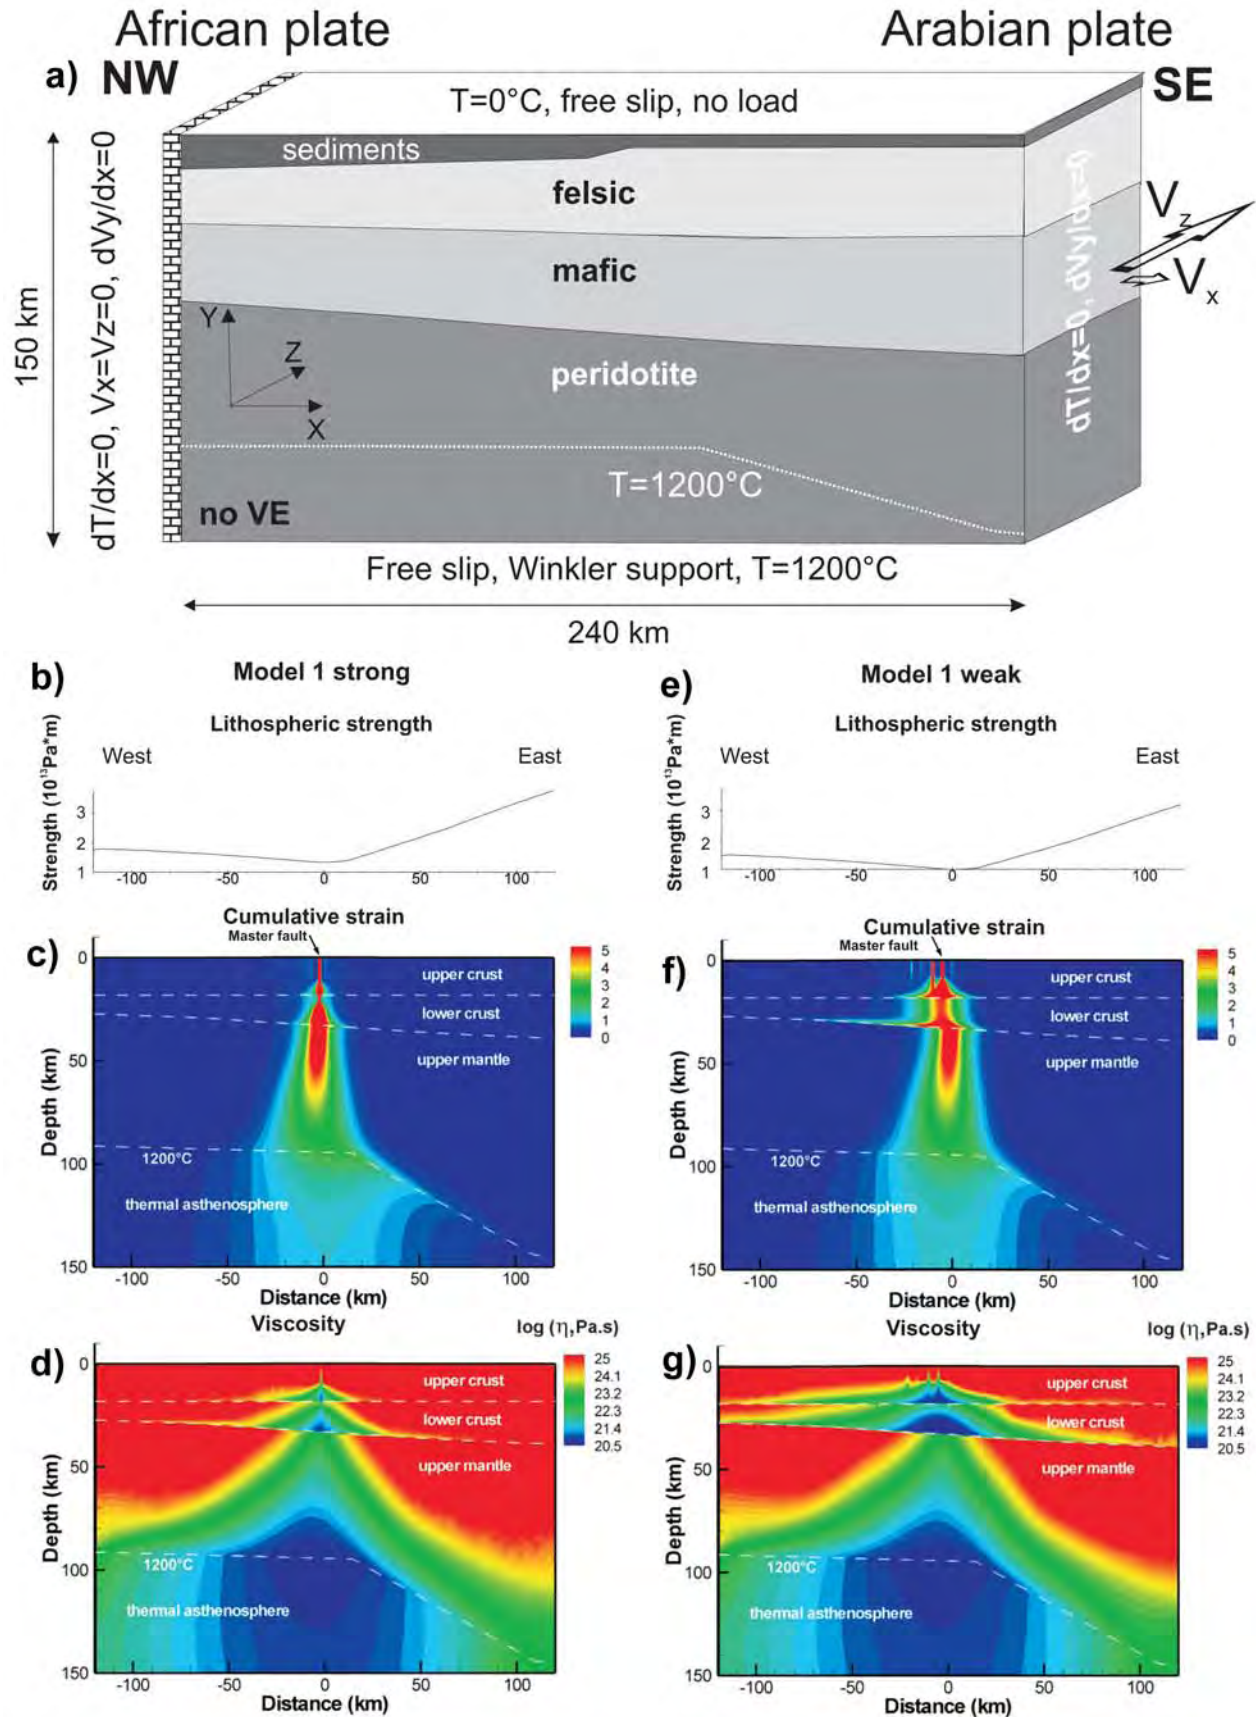 African plate
Arabian plate
a) NW
SE
T=0°C, free slip, no load
sediments
felsic
mafic
peridotite
Y
Z
X
T=1200°C
no VE
150 km
dT/dx=0, Vx=Vz=0, dVy/dx=0
dT/dx=0, dVy/dx=0
Vz
Vx
Free slip, Winkler support, T=1200°C
240 km
b)
Model 1 strong
Lithospheric strength
West
East
Strength (10¹³Pa*m)
3
2
1
-100 -50 0 50 100
Cumulative strain
Master fault
c)
upper crust
lower crust
upper mantle
1200°C
thermal asthenosphere
5
4
3
2
1
0
Depth (km)
0
50
100
150
-100 -50 0 50 100
Distance (km)
Viscosity
log (η,Pa.s)
d)
upper crust
lower crust
upper mantle
1200°C
thermal asthenosphere
25
24.1
23.2
22.3
21.4
20.5
Depth (km)
0
50
100
150
-100 -50 0 50 100
Distance (km)
e)
Model 1 weak
Lithospheric strength
West
East
Strength (10¹³Pa*m)
3
2
1
-100 -50 0 50 100
Cumulative strain
Master fault
f)
upper crust
lower crust
upper mantle
1200°C
thermal asthenosphere
5
4
3
2
1
0
Depth (km)
0
50
100
150
-100 -50 0 50 100
Distance (km)
Viscosity
log (η,Pa.s)
g)
upper crust
lower crust
upper mantle
1200°C
thermal asthenosphere
25
24.1
23.2
22.3
21.4
20.5
Depth (km)
0
50
100
150
-100 -50 0 50 100
Distance (km)